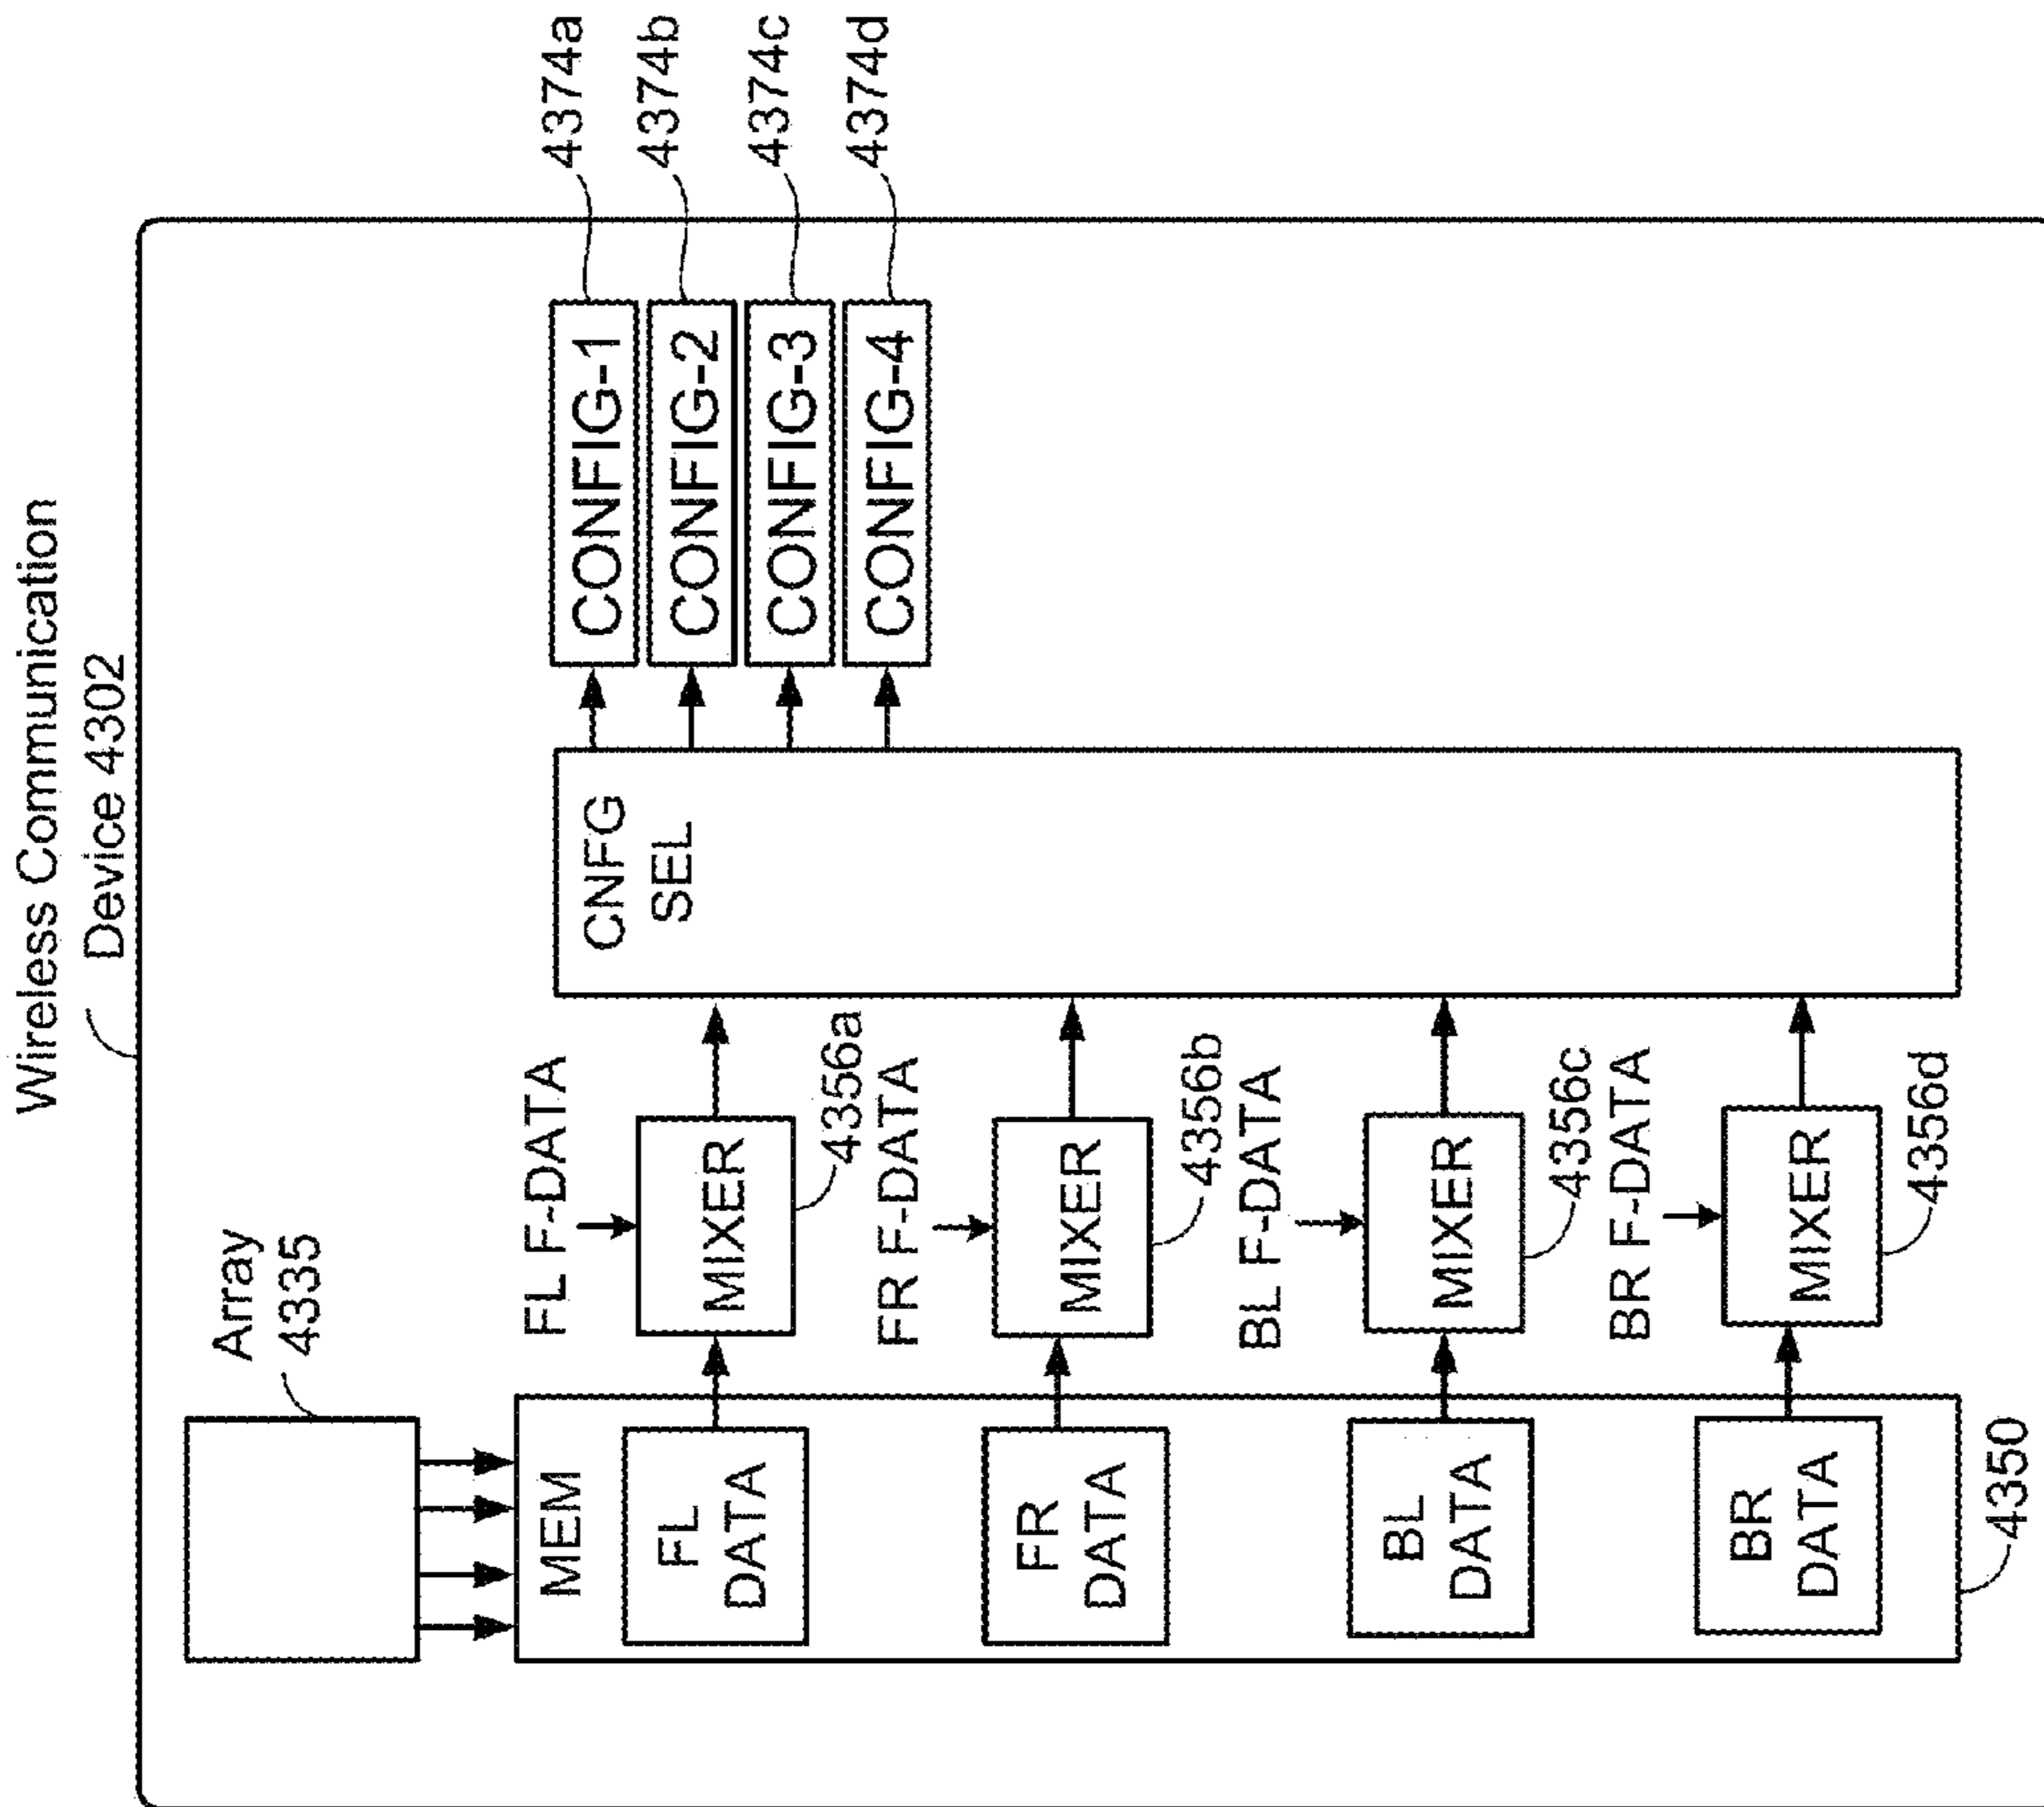 Wireless Communication
Device 4302
Array
4335
MEM
FL
DATA
FR
DATA
BL
DATA
BR
DATA
4350
FL F-DATA
MIXER
4356a
FR F-DATA
MIXER
4356b
BL F-DATA
MIXER
4356c
BR F-DATA
MIXER
4356d
CNFG
SEL
CONFIG-1
4374a
CONFIG-2
4374b
CONFIG-3
4374c
CONFIG-4
4374d